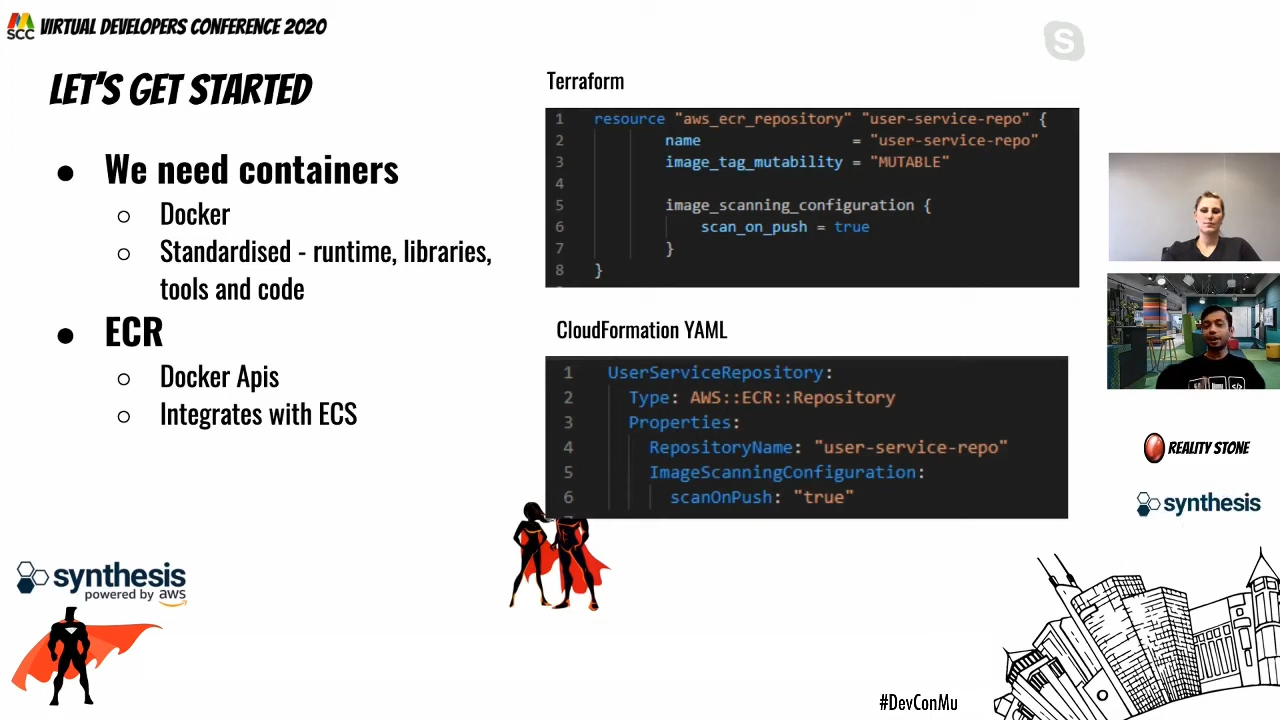 SCC VIRTUAL DEVELOPERS CONFERENCE 2020
S
LET'S GET STARTED
● We need containers
○ Docker
○ Standardised - runtime, libraries,
tools and code
● ECR
○ Docker Apis
○ Integrates with ECS
Terraform
1 resource "aws_ecr_repository" "user-service-repo" {
2 name = "user-service-repo"
3 image_tag_mutability = "MUTABLE"
4
5 image_scanning_configuration {
6 scan_on_push = true
7 }
8 }
CloudFormation YAML
1 UserServiceRepository:
2 Type: AWS::ECR::Repository
3 Properties:
4 RepositoryName: "user-service-repo"
5 ImageScanningConfiguration:
6 scanOnPush: "true"
REALITY STONE
synthesis
synthesis
powered by aws
#DevConMu